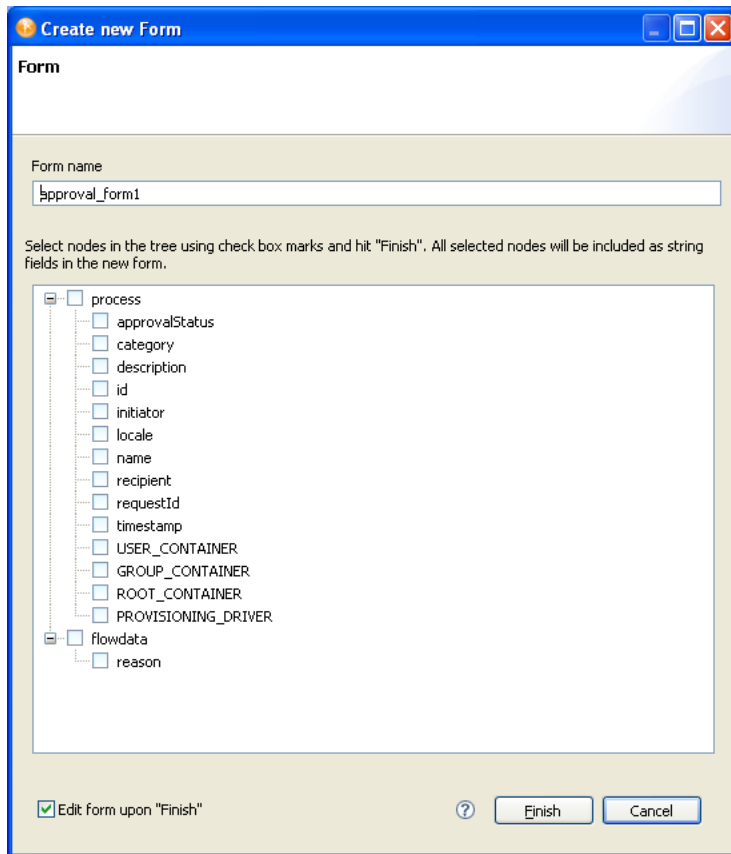 Create new Form
Form
Form name
approval_form1
Select nodes in the tree using check box marks and hit "Finish". All selected nodes will be included as string
fields in the new form.
process
approvalStatus
category
description
id
initiator
locale
name
recipient
requestId
timestamp
USER_CONTAINER
GROUP_CONTAINER
ROOT_CONTAINER
PROVISIONING_DRIVER
flowdata
reason
Edit form upon "Finish"
?
Finish
Cancel